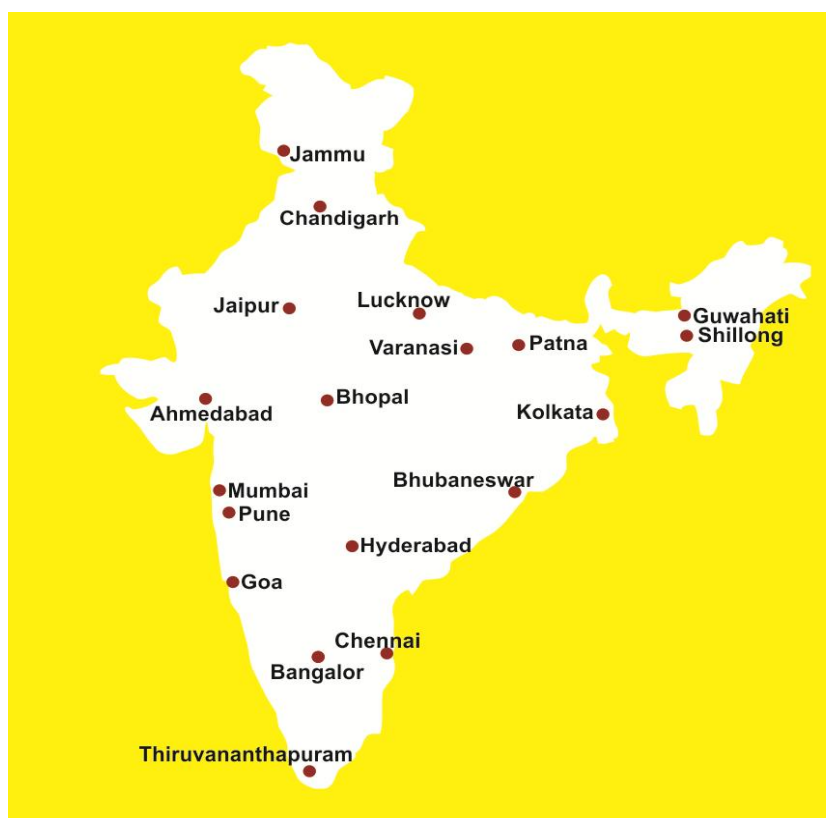 Jammu
Chandigarh
Jaipur
Lucknow
Guwahati
Shillong
Varanasi
Patna
Ahmedabad
Bhopal
Kolkata
Bhubaneswar
Mumbai
Pune
Hyderabad
Goa
Chennai
Bangalor
Thiruvananthapuram